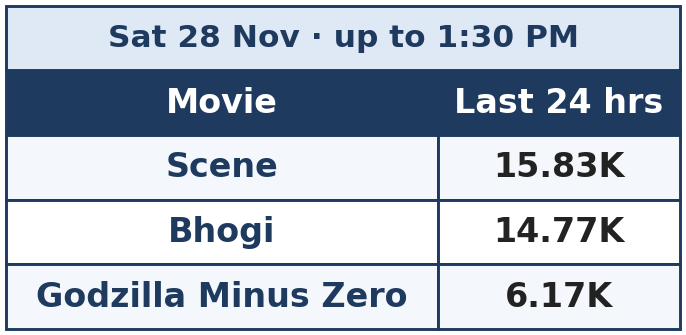 Sat 28 Nov · up to 1:30 PM
Movie Last 24 hrs
Scene 15.83K
Bhogi 14.77K
Godzilla Minus Zero 6.17K